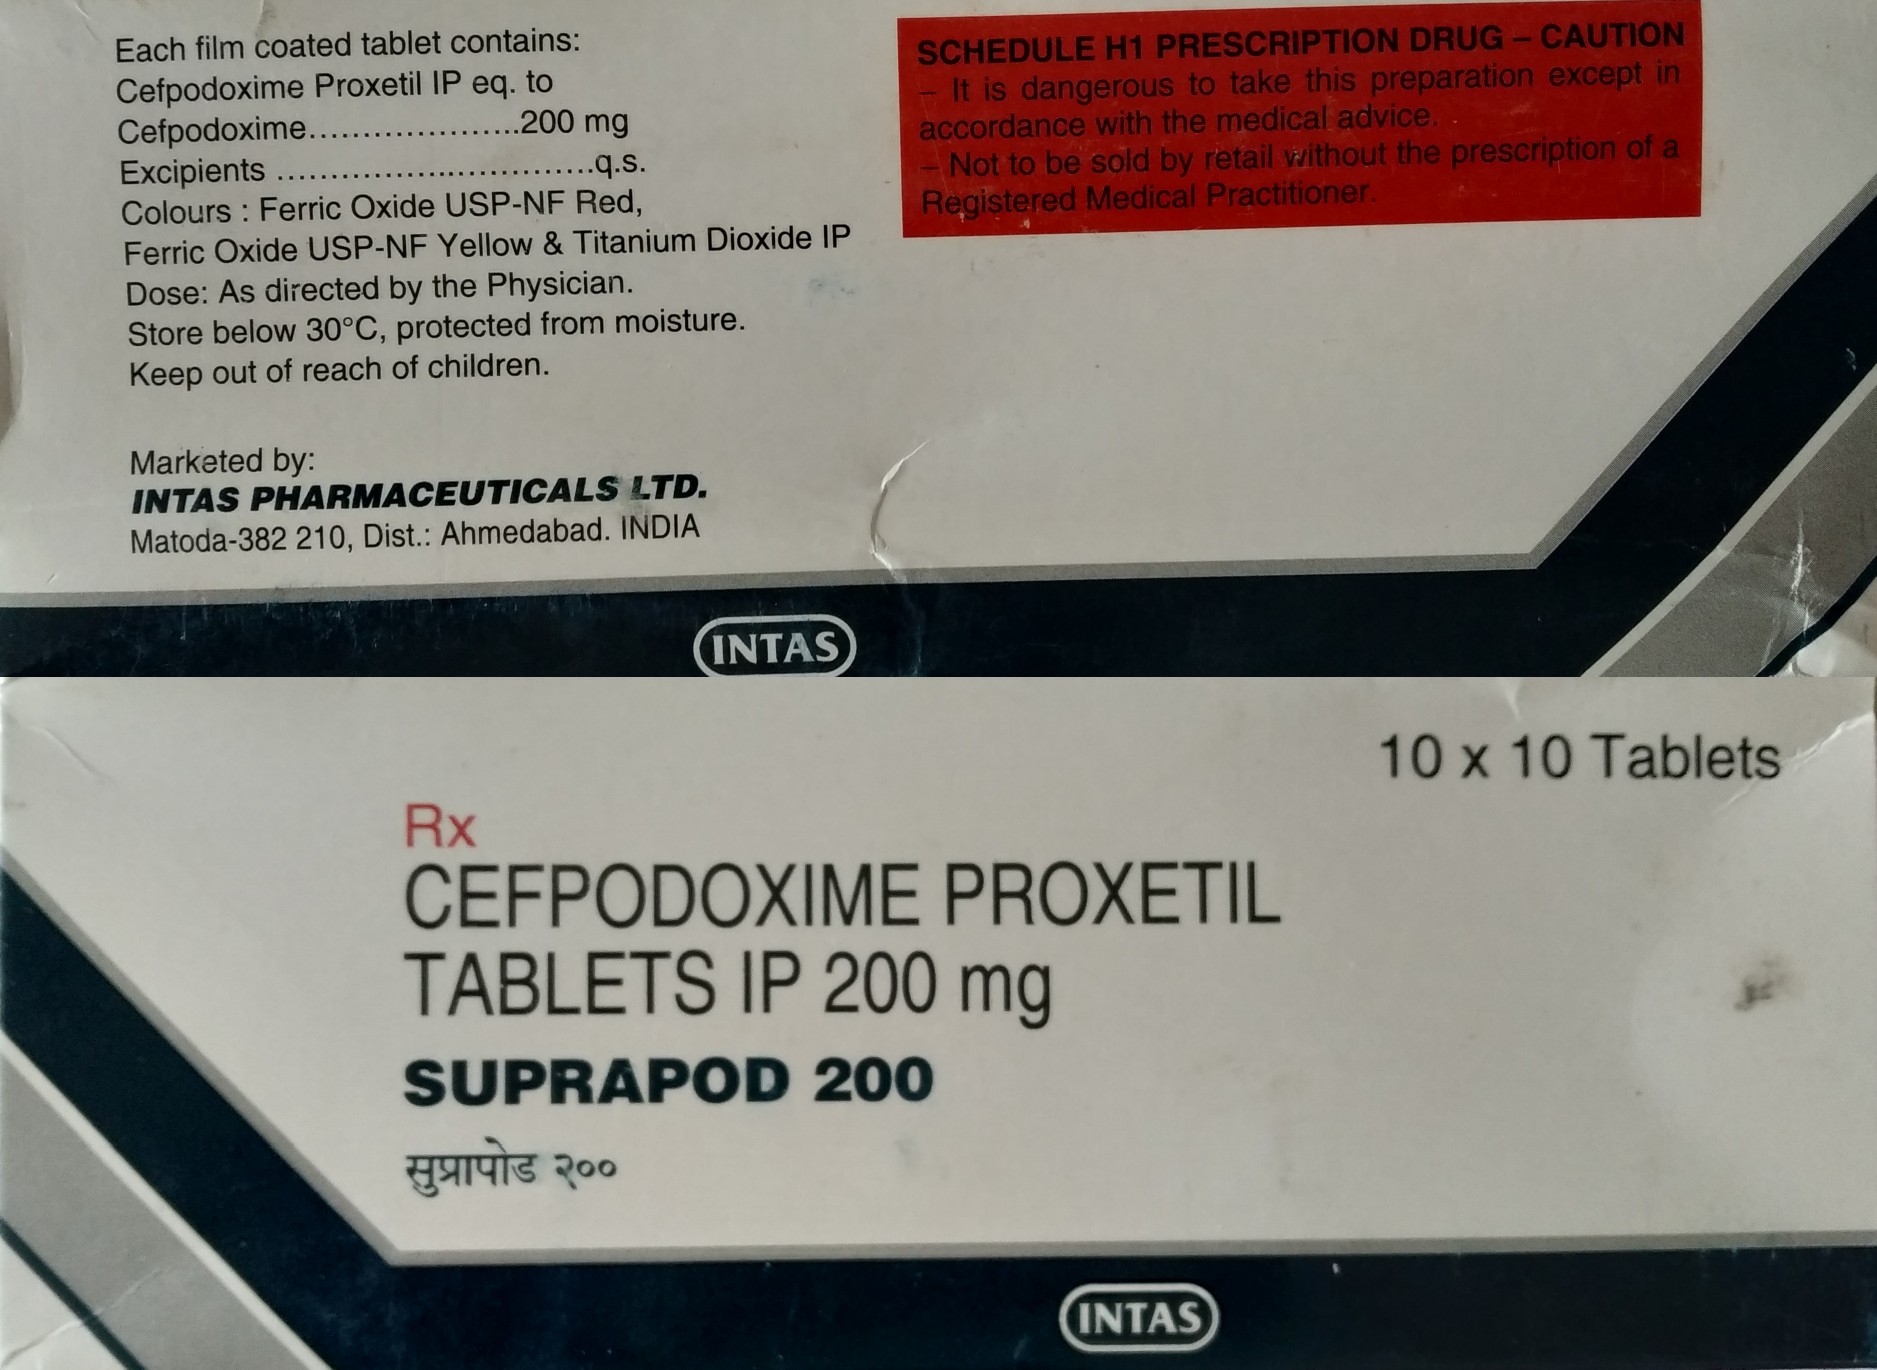 Each film coated tablet contains:
Cefpodoxime Proxetil IP eq. to
Cefpodoxime.....................200 mg
Excipients ................................q.s.
Colours : Ferric Oxide USP-NF Red,
Ferric Oxide USP-NF Yellow & Titanium Dioxide IP
Dose: As directed by the Physician.
Store below 30°C, protected from moisture.
Keep out of reach of children.
Marketed by:
INTAS PHARMACEUTICALS LTD.
Matoda-382 210, Dist.: Ahmedabad. INDIA
SCHEDULE H1 PRESCRIPTION DRUG – CAUTION
– It is dangerous to take this preparation except in
accordance with the medical advice.
– Not to be sold by retail without the prescription of a
Registered Medical Practitioner.
INTAS
10 x 10 Tablets
Rx
CEFPODOXIME PROXETIL
TABLETS IP 200 mg
SUPRAPOD 200
सुप्रापोड २००
INTAS